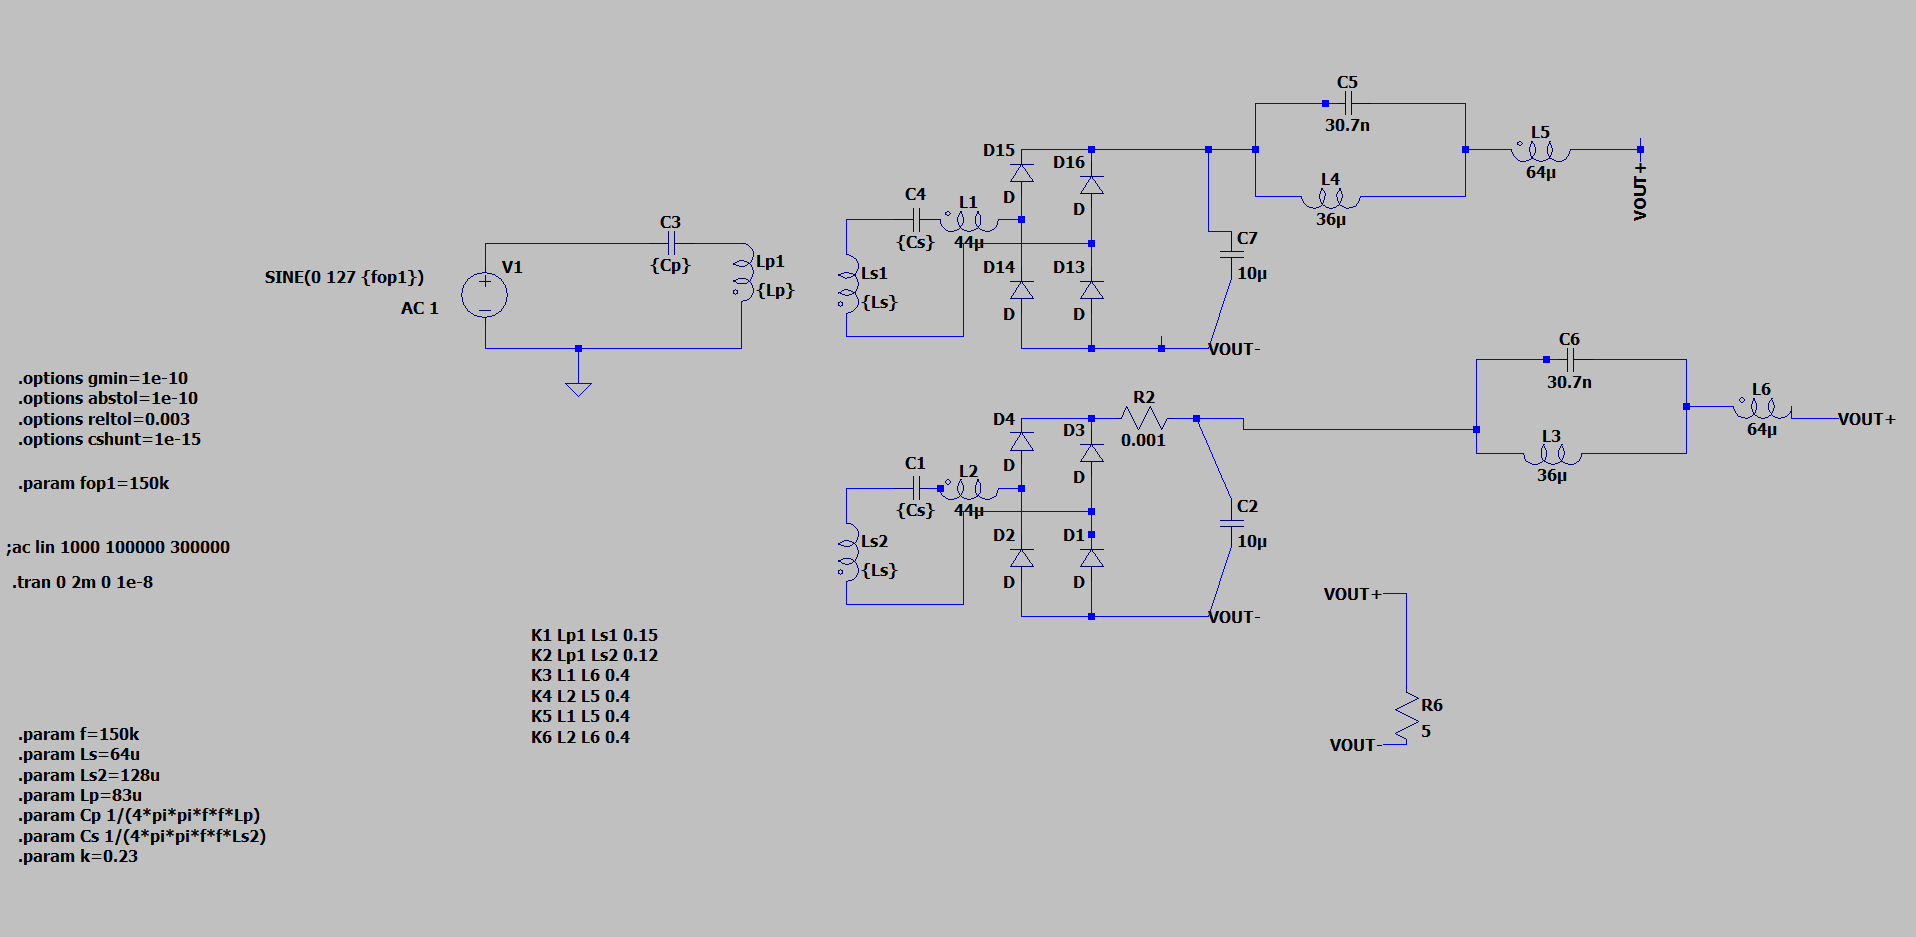 C5
30.7n
L5
64µ
L4
36µ
VOUT+
D15
D16
D
D
C4
{Cs}
L1
44µ
C3
{Cp}
V1
SINE(0 127 {fop1})
AC 1
Lp1
{Lp}
Ls1
{Ls}
D14
D13
D
D
C7
10µ
VOUT-
.options gmin=1e-10
.options abstol=1e-10
.options reltol=0.003
.options cshunt=1e-15
.param fop1=150k
;ac lin 1000 100000 300000
.tran 0 2m 0 1e-8
C6
30.7n
L6
64µ
VOUT+
L3
36µ
D4
D3
R2
0.001
D
D
C1
{Cs}
L2
44µ
Ls2
{Ls}
D2
D1
D
D
C2
10µ
VOUT-
VOUT+
R6
5
VOUT-
K1 Lp1 Ls1 0.15
K2 Lp1 Ls2 0.12
K3 L1 L6 0.4
K4 L2 L5 0.4
K5 L1 L5 0.4
K6 L2 L6 0.4
.param f=150k
.param Ls=64u
.param Ls2=128u
.param Lp=83u
.param Cp 1/(4*pi*pi*f*f*Lp)
.param Cs 1/(4*pi*pi*f*f*Ls2)
.param k=0.23